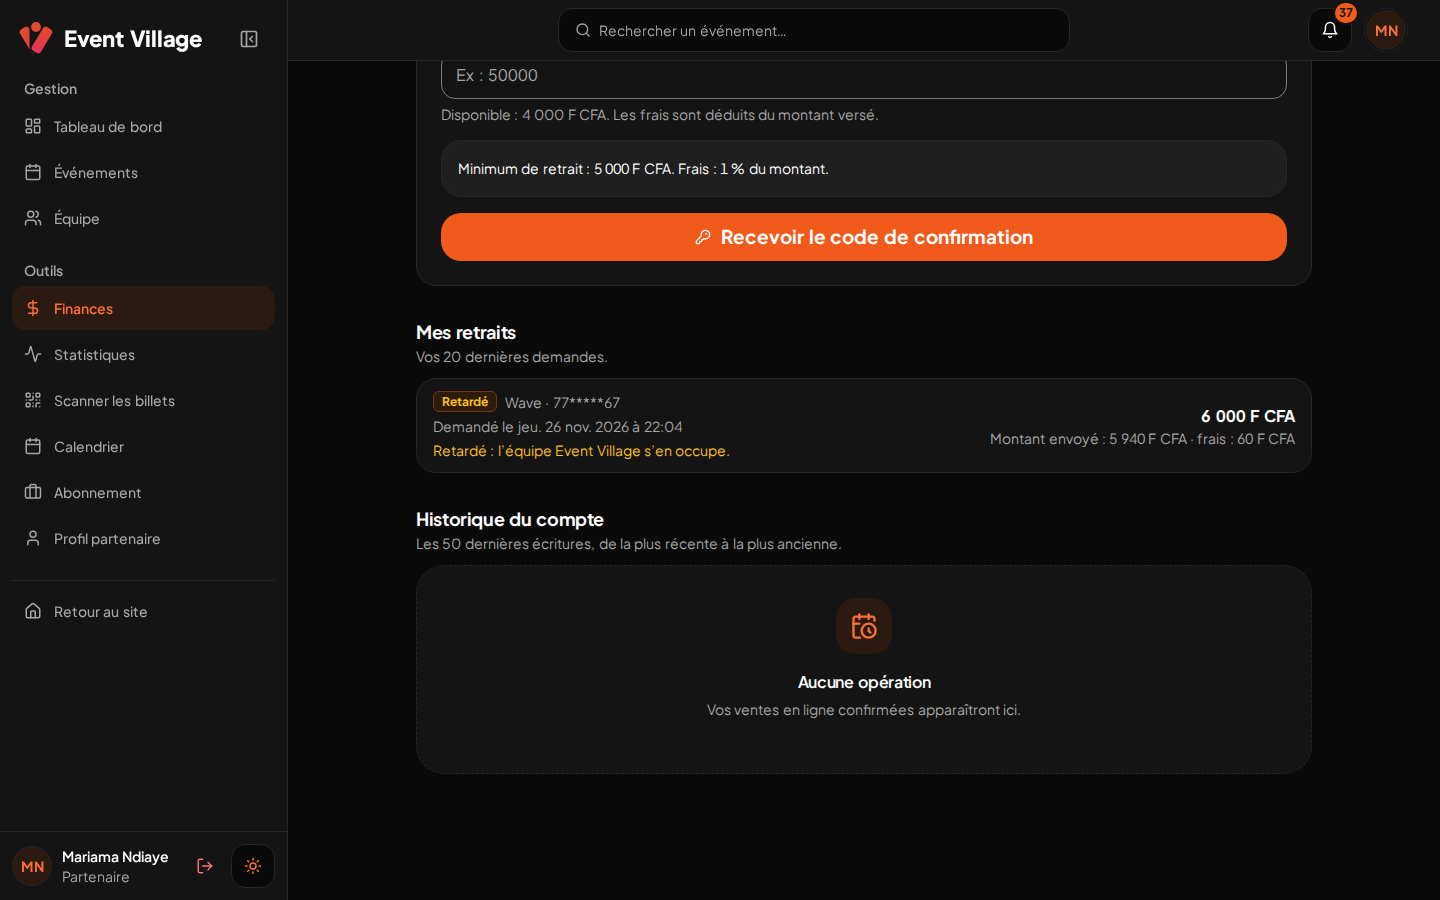 Event Village
Rechercher un événement...
37
MN
Gestion
Tableau de bord
Événements
Équipe
Outils
Finances
Statistiques
Scanner les billets
Calendrier
Abonnement
Profil partenaire
Retour au site
MN
Mariama Ndiaye
Partenaire
Ex : 50000
Disponible : 4 000 F CFA. Les frais sont déduits du montant versé.
Minimum de retrait : 5 000 F CFA. Frais : 1 % du montant.
Recevoir le code de confirmation
Mes retraits
Vos 20 dernières demandes.
Retardé Wave · 77*****67
Demandé le jeu. 26 nov. 2026 à 22:04
Retardé : l'équipe Event Village s'en occupe.
6 000 F CFA
Montant envoyé : 5 940 F CFA · frais : 60 F CFA
Historique du compte
Les 50 dernières écritures, de la plus récente à la plus ancienne.
Aucune opération
Vos ventes en ligne confirmées apparaîtront ici.